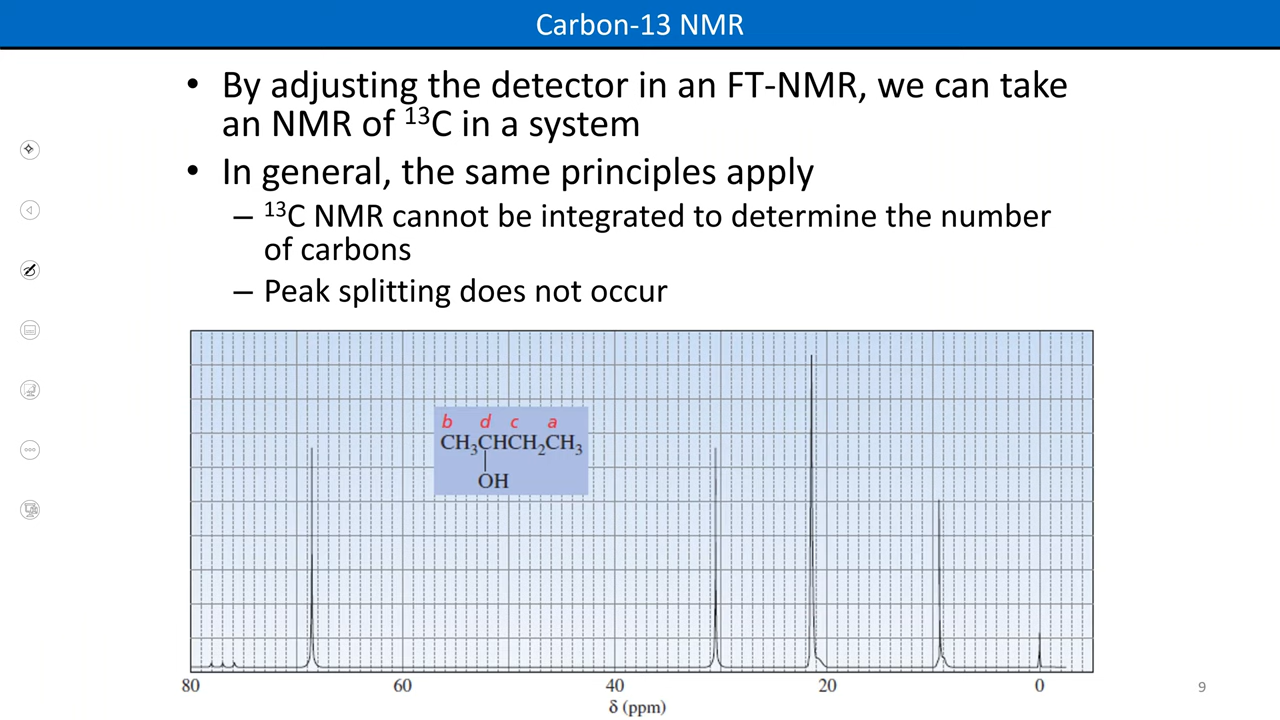 Carbon-13 NMR
• By adjusting the detector in an FT-NMR, we can take
an NMR of ¹³C in a system
• In general, the same principles apply
– ¹³C NMR cannot be integrated to determine the number
of carbons
– Peak splitting does not occur
b d c a
CH₃CHCH₂CH₃
OH
80 60 40 20 0
δ (ppm)
9